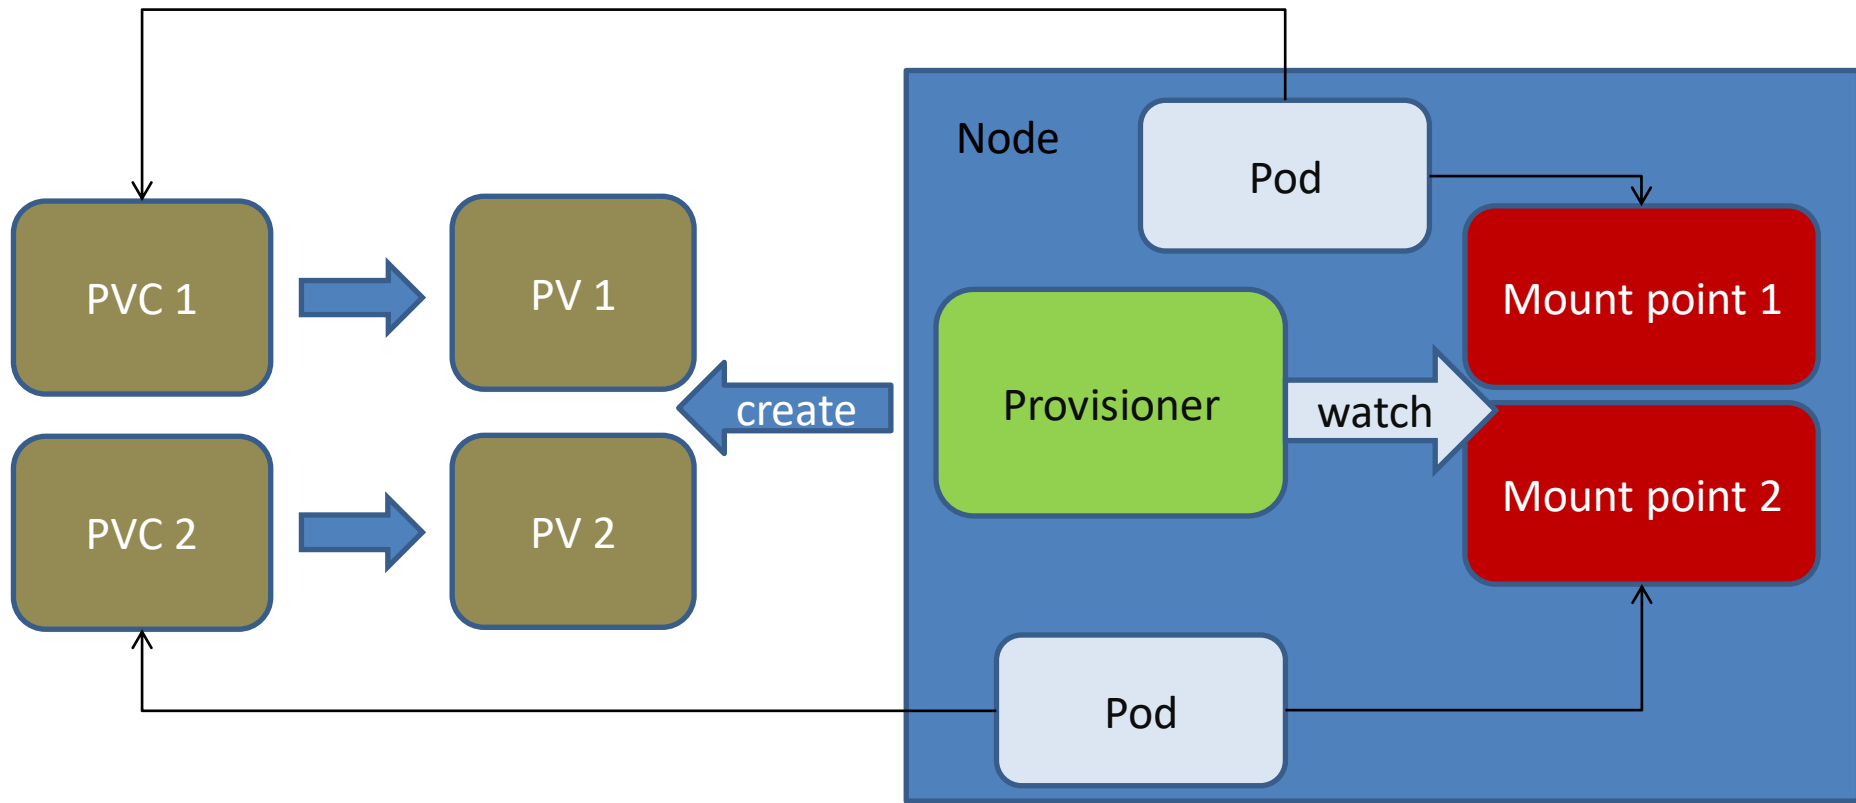 Node
Pod
PVC 1
PV 1
Mount point 1
create
Provisioner
watch
PVC 2
PV 2
Mount point 2
Pod